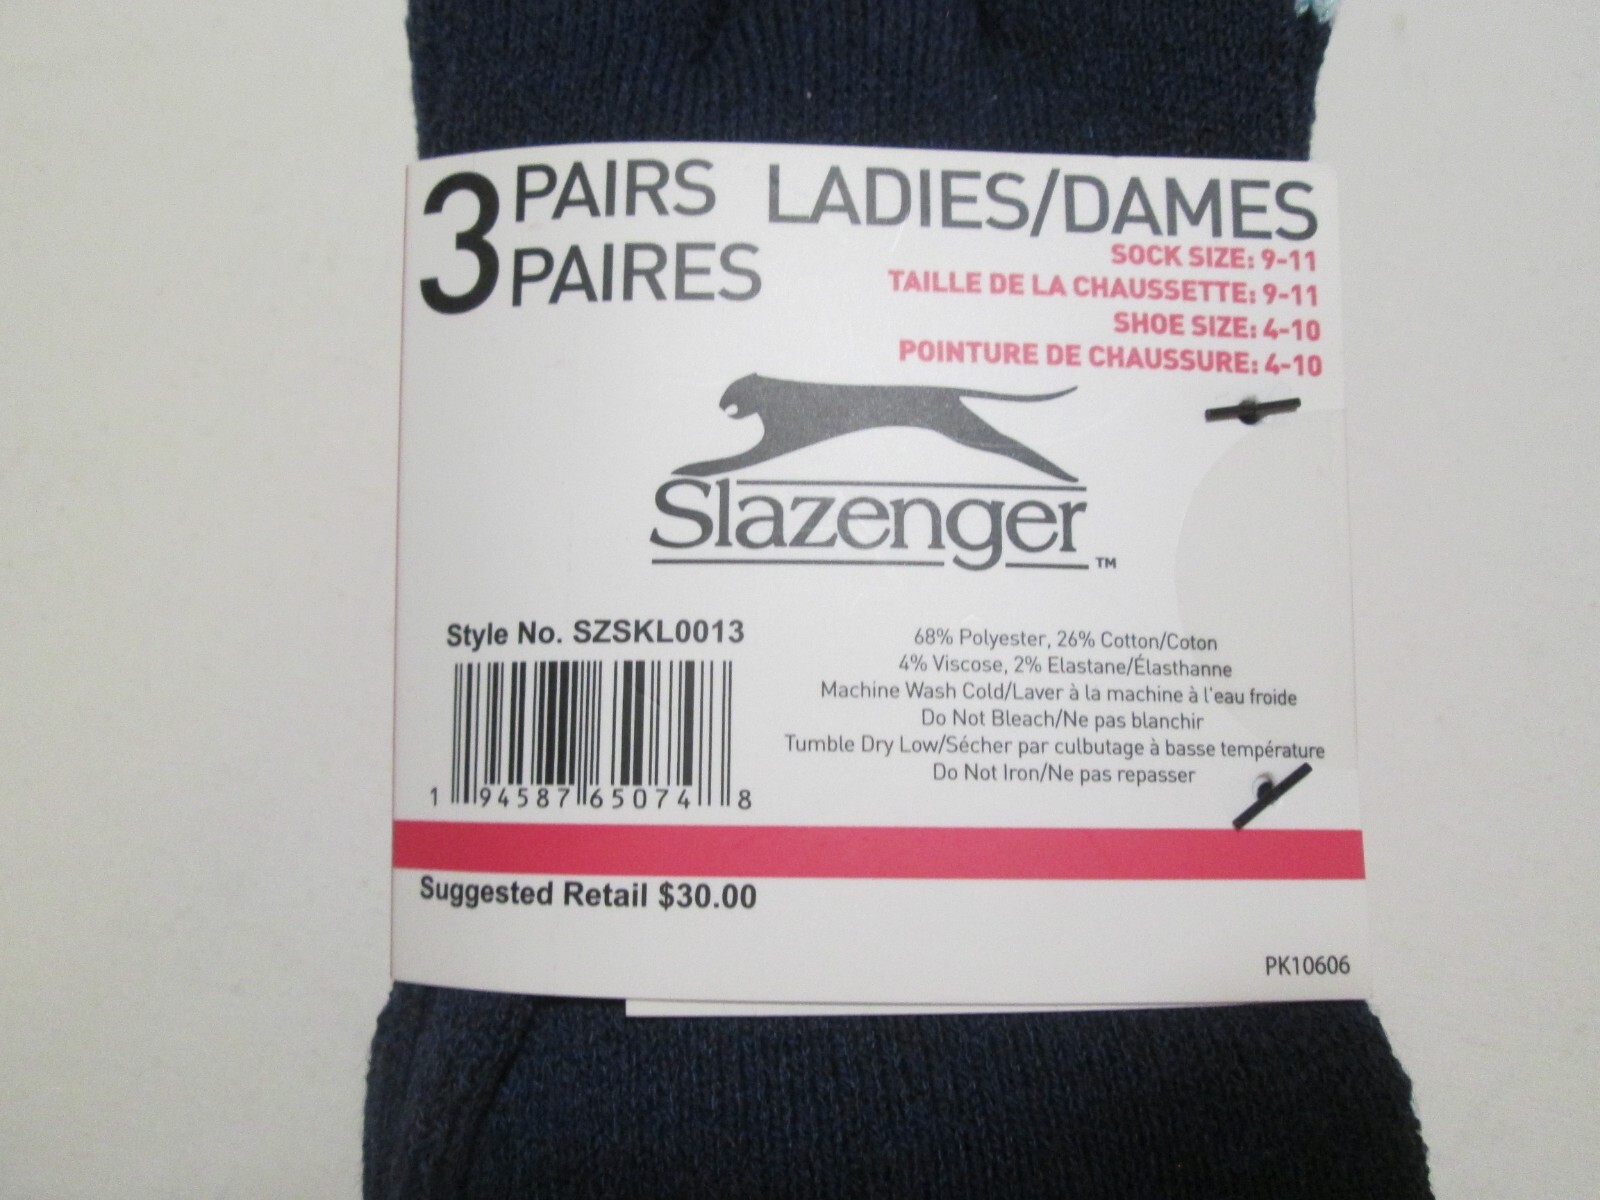 3 PAIRS
PAIRES
LADIES/DAMES
SOCK SIZE: 9-11
TAILLE DE LA CHAUSSETTE: 9-11
SHOE SIZE: 4-10
POINTURE DE CHAUSSURE: 4-10
Slazenger ™
Style No. SZSKL0013
1 94587 65074 8
68% Polyester, 26% Cotton/Coton
4% Viscose, 2% Elastane/Élasthanne
Machine Wash Cold/Laver à la machine à l'eau froide
Do Not Bleach/Ne pas blanchir
Tumble Dry Low/Sécher par culbutage à basse température
Do Not Iron/Ne pas repasser
Suggested Retail $30.00
PK10606